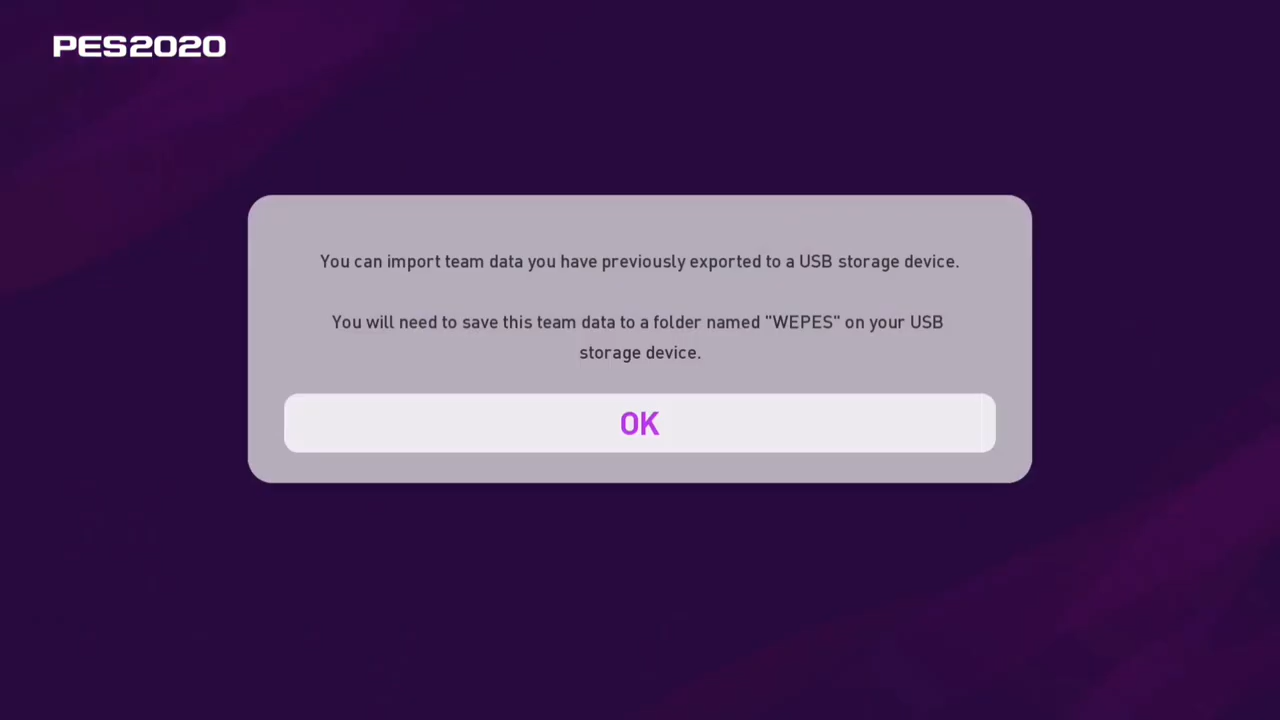 PES2020
You can import team data you have previously exported to a USB storage device.
You will need to save this team data to a folder named "WEPES" on your USB
storage device.
OK